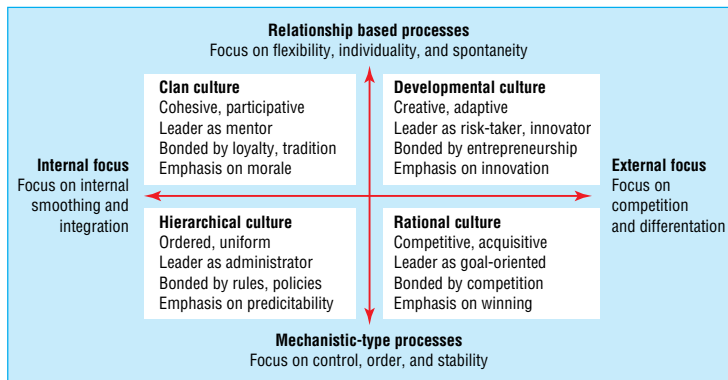 Relationship based processes
Focus on flexibility, individuality, and spontaneity
Clan culture
Cohesive, participative
Leader as mentor
Bonded by loyalty, tradition
Emphasis on morale
Developmental culture
Creative, adaptive
Leader as risk-taker, innovator
Bonded by entrepreneurship
Emphasis on innovation
Internal focus
Focus on internal
smoothing and
integration
External focus
Focus on
competition
and differentation
Hierarchical culture
Ordered, uniform
Leader as administrator
Bonded by rules, policies
Emphasis on predicitability
Rational culture
Competitive, acquisitive
Leader as goal-oriented
Bonded by competition
Emphasis on winning
Mechanistic-type processes
Focus on control, order, and stability